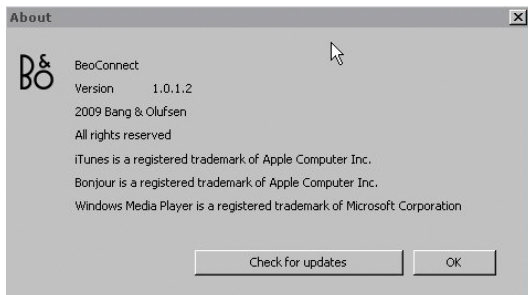 About
B&O
BeoConnect
Version 1.0.1.2
2009 Bang & Olufsen
All rights reserved
iTunes is a registered trademark of Apple Computer Inc.
Bonjour is a registered trademark of Apple Computer Inc.
Windows Media Player is a registered trademark of Microsoft Corporation
Check for updates OK